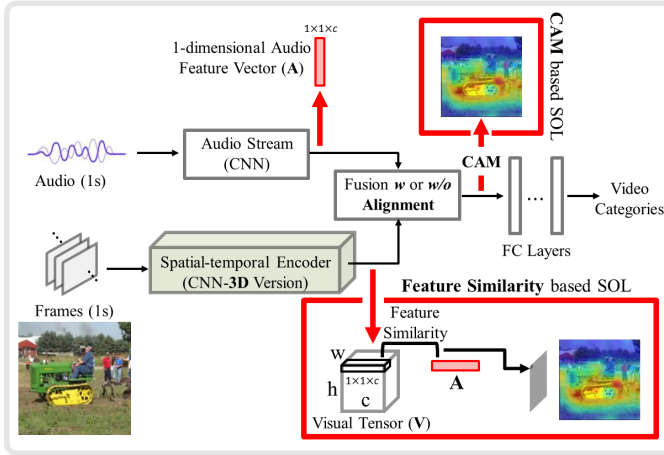 1×1×c
1-dimensional Audio
Feature Vector (A)
CAM based SOL
Audio Stream
(CNN)
Audio (1s)
Fusion w or w/o
Alignment
CAM
...
FC Layers
Video
Categories
Spatial-temporal Encoder
(CNN-3D Version)
Frames (1s)
Feature Similarity based SOL
Feature
Similarity
w
1×1×c
h
c
A
Visual Tensor (V)